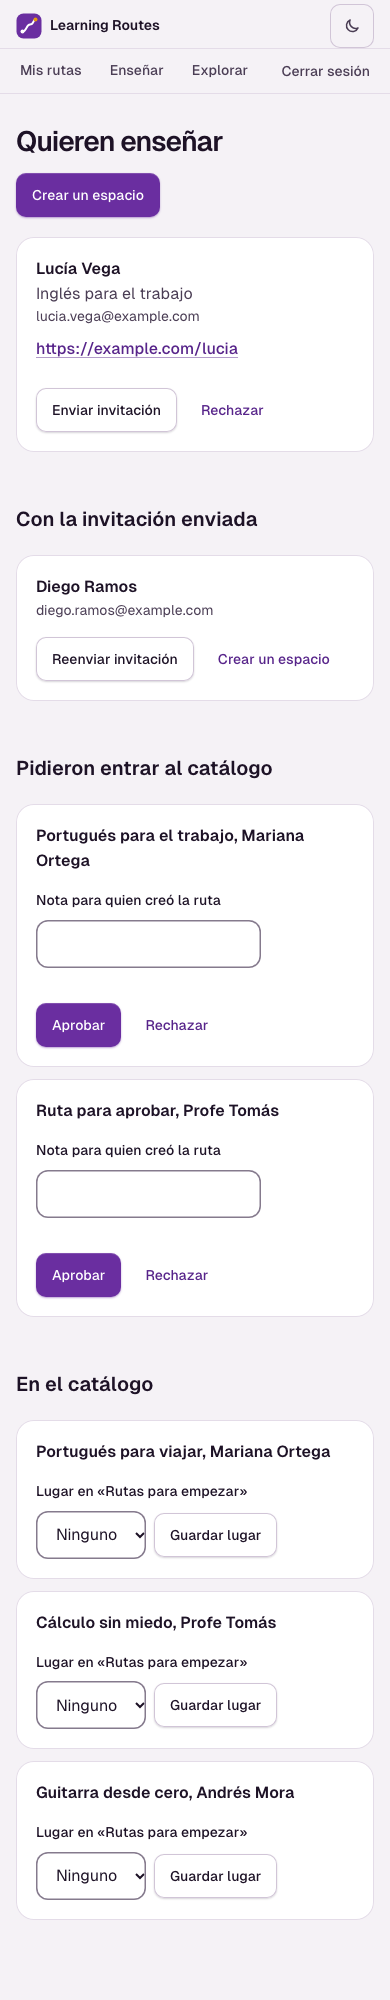 Learning Routes
Mis rutas
Enseñar
Explorar
Cerrar sesión
Quieren enseñar
Crear un espacio
Lucía Vega
Inglés para el trabajo
lucia.vega@example.com
https://example.com/lucia
Enviar invitación
Rechazar
Con la invitación enviada
Diego Ramos
diego.ramos@example.com
Reenviar invitación
Crear un espacio
Pidieron entrar al catálogo
Portugués para el trabajo, Mariana
Ortega
Nota para quien creó la ruta
Aprobar
Rechazar
Ruta para aprobar, Profe Tomás
Nota para quien creó la ruta
Aprobar
Rechazar
En el catálogo
Portugués para viajar, Mariana Ortega
Lugar en «Rutas para empezar»
Ninguno
Guardar lugar
Cálculo sin miedo, Profe Tomás
Lugar en «Rutas para empezar»
Ninguno
Guardar lugar
Guitarra desde cero, Andrés Mora
Lugar en «Rutas para empezar»
Ninguno
Guardar lugar